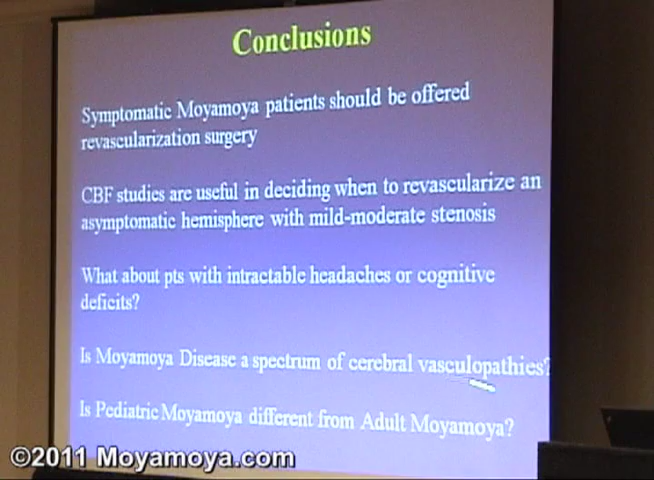 Conclusions
Symptomatic Moyamoya patients should be offered
revascularization surgery
CBF studies are useful in deciding when to revascularize an
asymptomatic hemisphere with mild-moderate stenosis
What about pts with intractable headaches or cognitive
deficits?
Is Moyamoya Disease a spectrum of cerebral vasculopathies?
Is Pediatric Moyamoya different from Adult Moyamoya?
©2011 Moyamoya.com